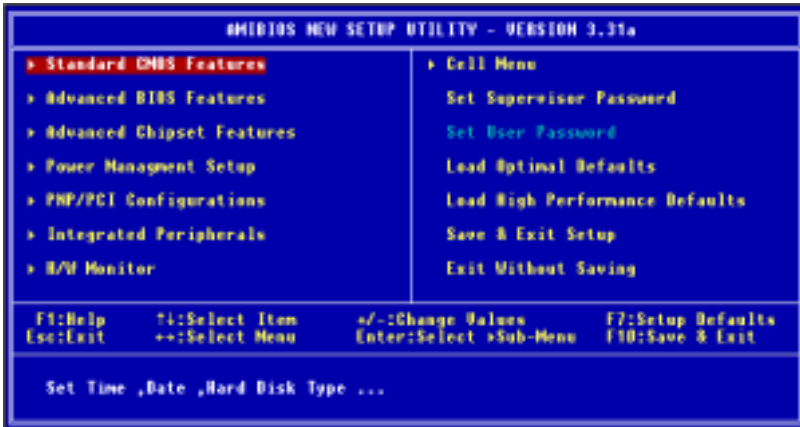 AMIBIOS NEW SETUP UTILITY - VERSION 3.31a
▸ Standard CMOS Features
▸ Advanced BIOS Features
▸ Advanced Chipset Features
▸ Power Managment Setup
▸ PNP/PCI Configurations
▸ Integrated Peripherals
▸ H/W Monitor
▸ Cell Menu
Set Supervisor Password
Set User Password
Load Optimal Defaults
Load High Performance Defaults
Save & Exit Setup
Exit Without Saving
F1:Help ↑↓:Select Item +/-:Change Values F7:Setup Defaults
Esc:Exit ←→:Select Menu Enter:Select ▸Sub-Menu F10:Save & Exit
Set Time ,Date ,Hard Disk Type ...